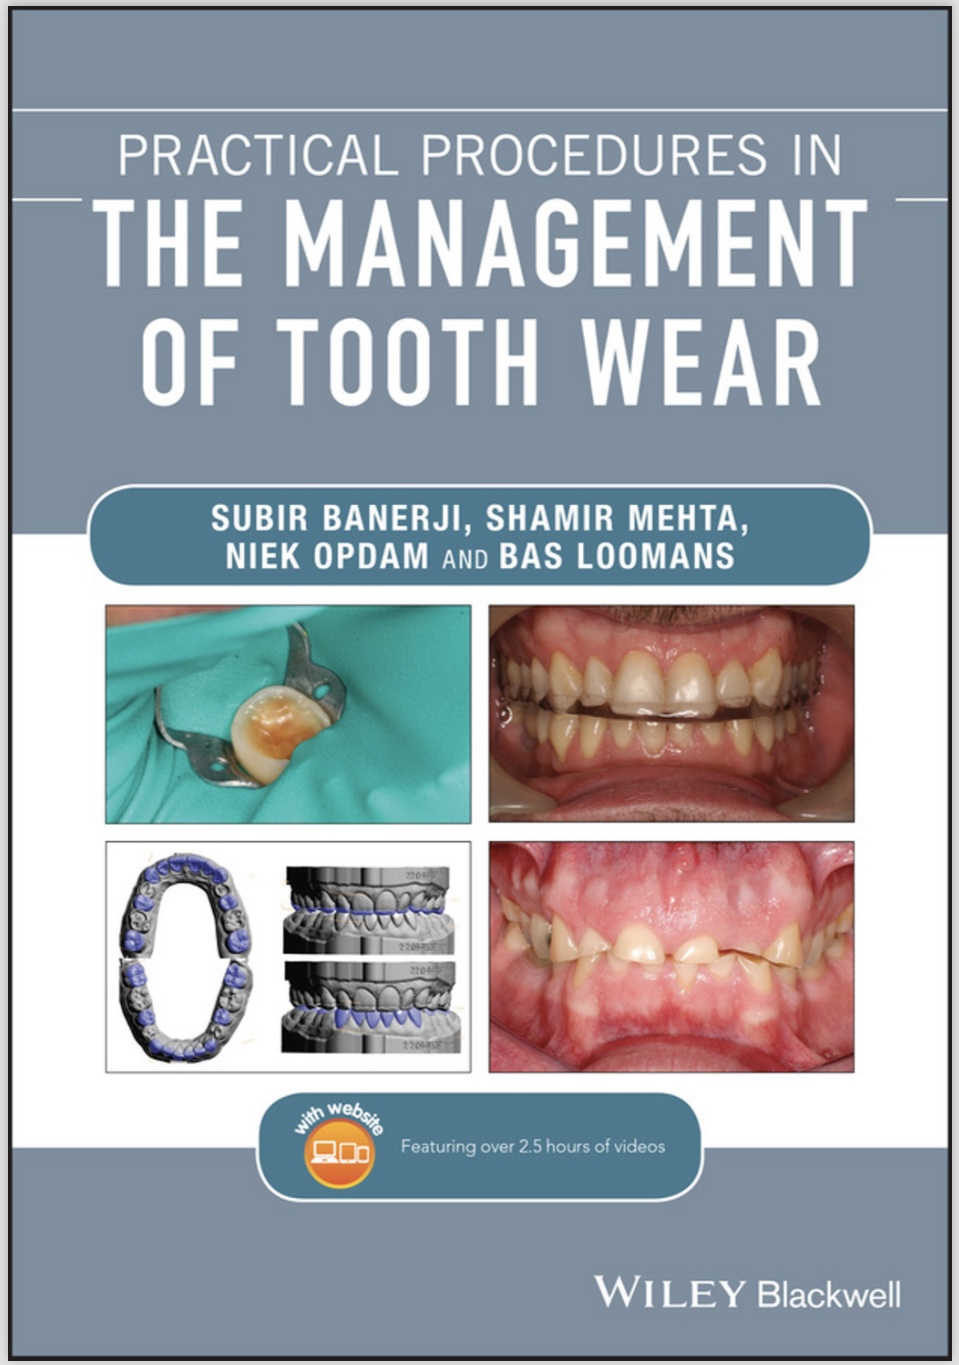 PRACTICAL PROCEDURES IN
THE MANAGEMENT
OF TOOTH WEAR
SUBIR BANERJI, SHAMIR MEHTA,
NIEK OPDAM AND BAS LOOMANS
with website
Featuring over 2.5 hours of videos
WILEY Blackwell